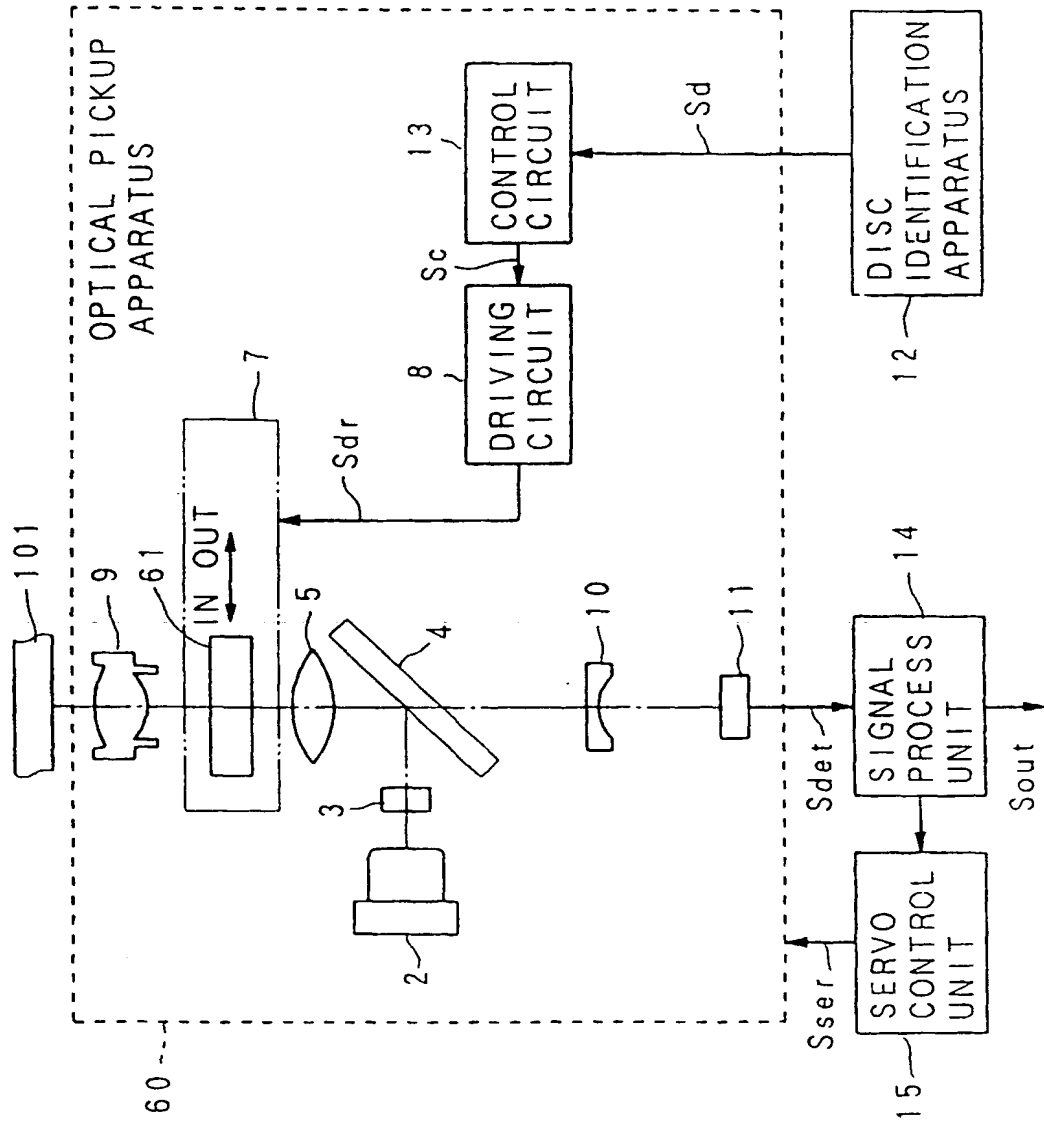 OPTICAL PICKUP
APPARATUS
101
9
61
IN OUT
7
5
4
Sdr
3
2
10
11
13
CONTROL
CIRCUIT
Sc
8
DRIVING
CIRCUIT
Sd
DISC
IDENTIFICATION
APPARATUS
12
60
Sdet
14
SIGNAL
PROCESS
UNIT
Sout
Sser
SERVO
CONTROL
UNIT
15